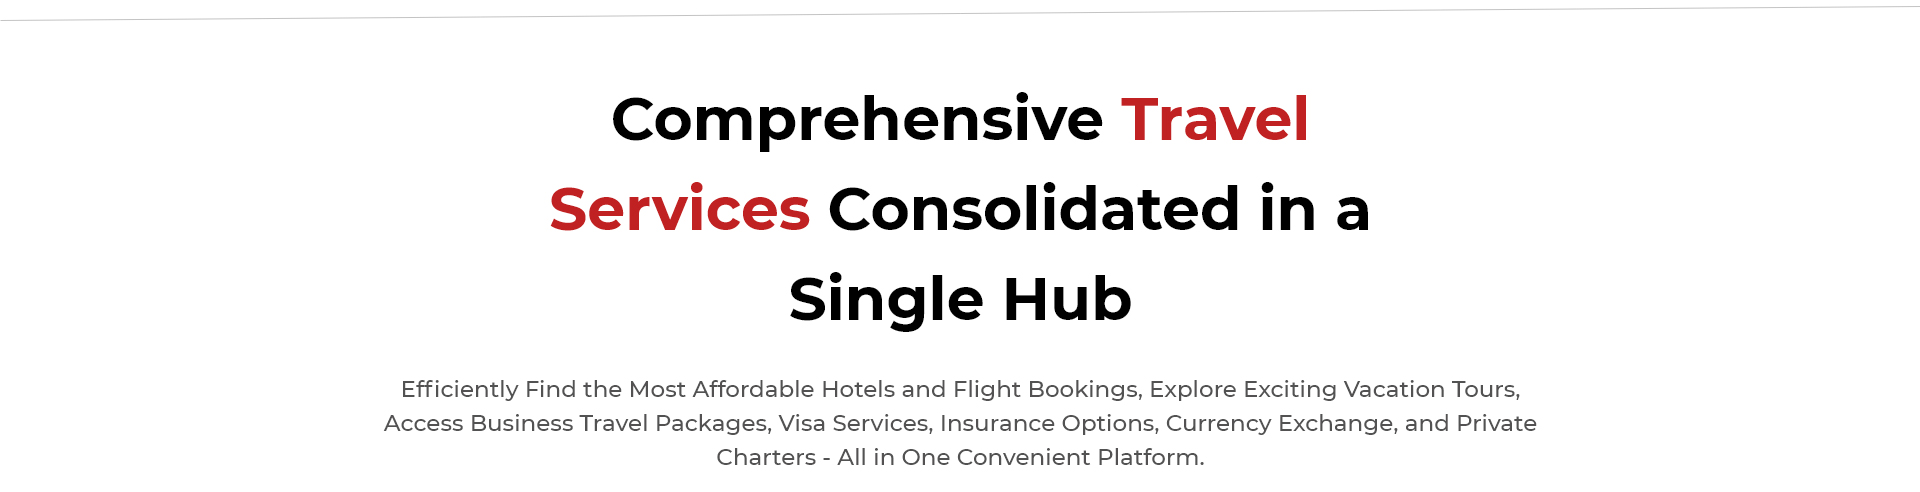 Comprehensive Travel
Services Consolidated in a
Single Hub
Efficiently Find the Most Affordable Hotels and Flight Bookings, Explore Exciting Vacation Tours,
Access Business Travel Packages, Visa Services, Insurance Options, Currency Exchange, and Private
Charters - All in One Convenient Platform.